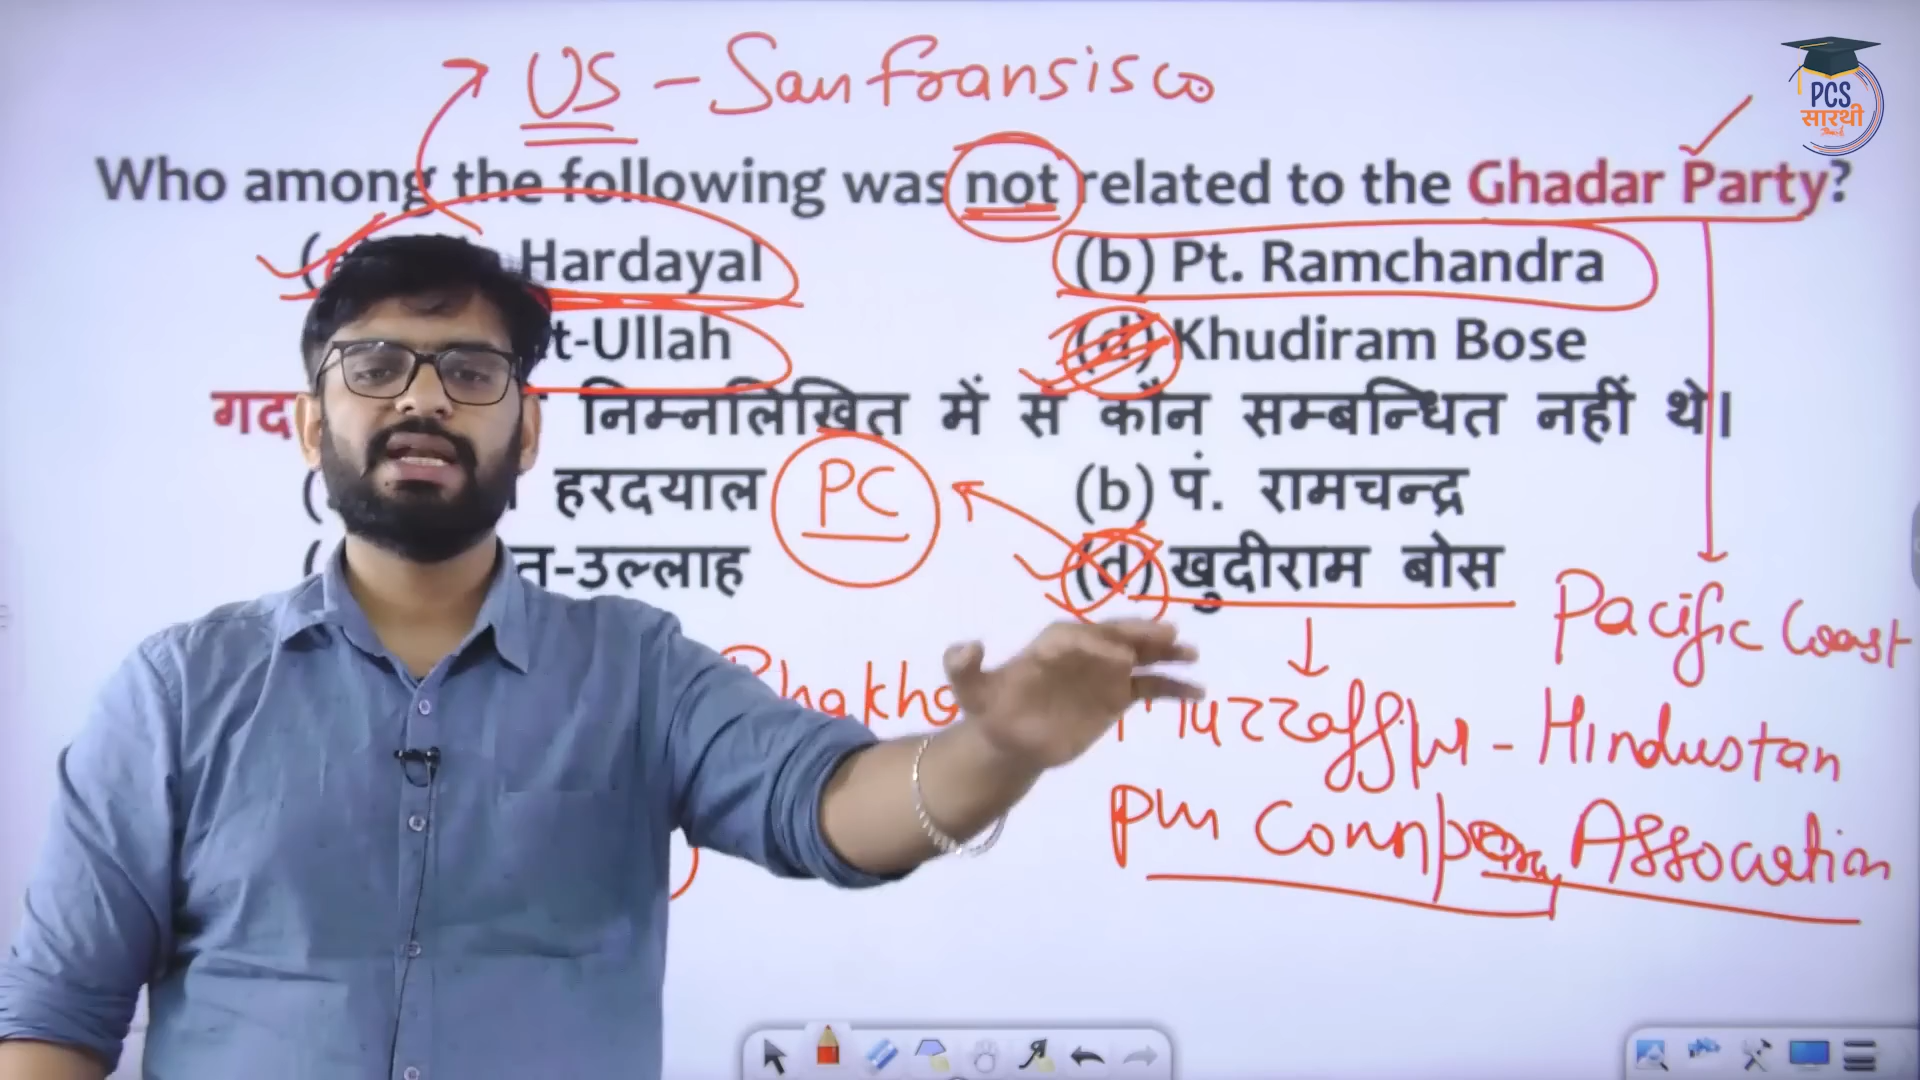 US - San Fransisco
PCS
सारथी
Who among the following was not related to the Ghadar Party?
Hardayal
(b) Pt. Ramchandra
t-Ullah
(d) Khudiram Bose
गद निम्नलिखित में से कौन सम्बन्धित नहीं थे।
हरदयाल
PC
(b) पं. रामचन्द्र
त-उल्लाह
(d) खुदीराम बोस
Pacific Coast
Hindustan
Association